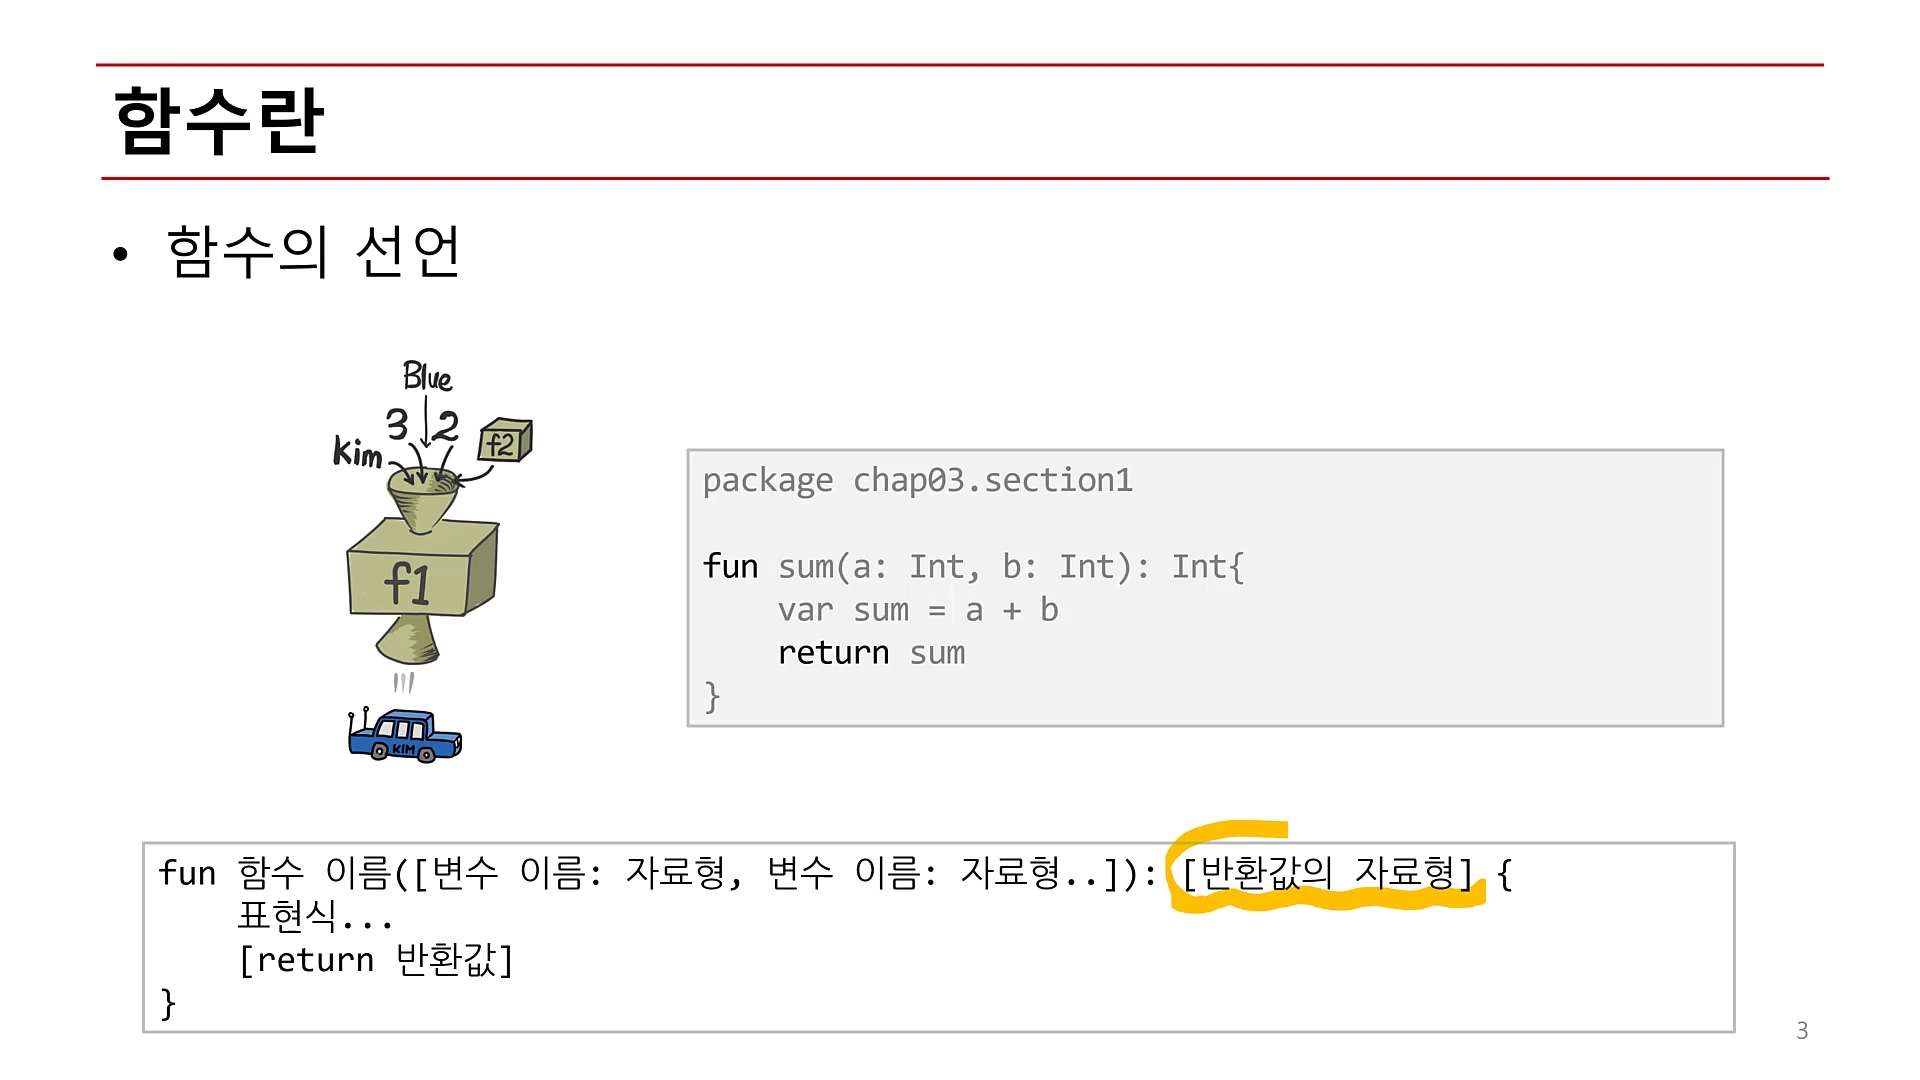 함수란
• 함수의 선언
Blue
3 2
Kim
f2
f1
KIM
package chap03.section1
fun sum(a: Int, b: Int): Int{
    var sum = a + b
    return sum
}
fun 함수 이름([변수 이름: 자료형, 변수 이름: 자료형..]): [반환값의 자료형] {
    표현식...
    [return 반환값]
}
3